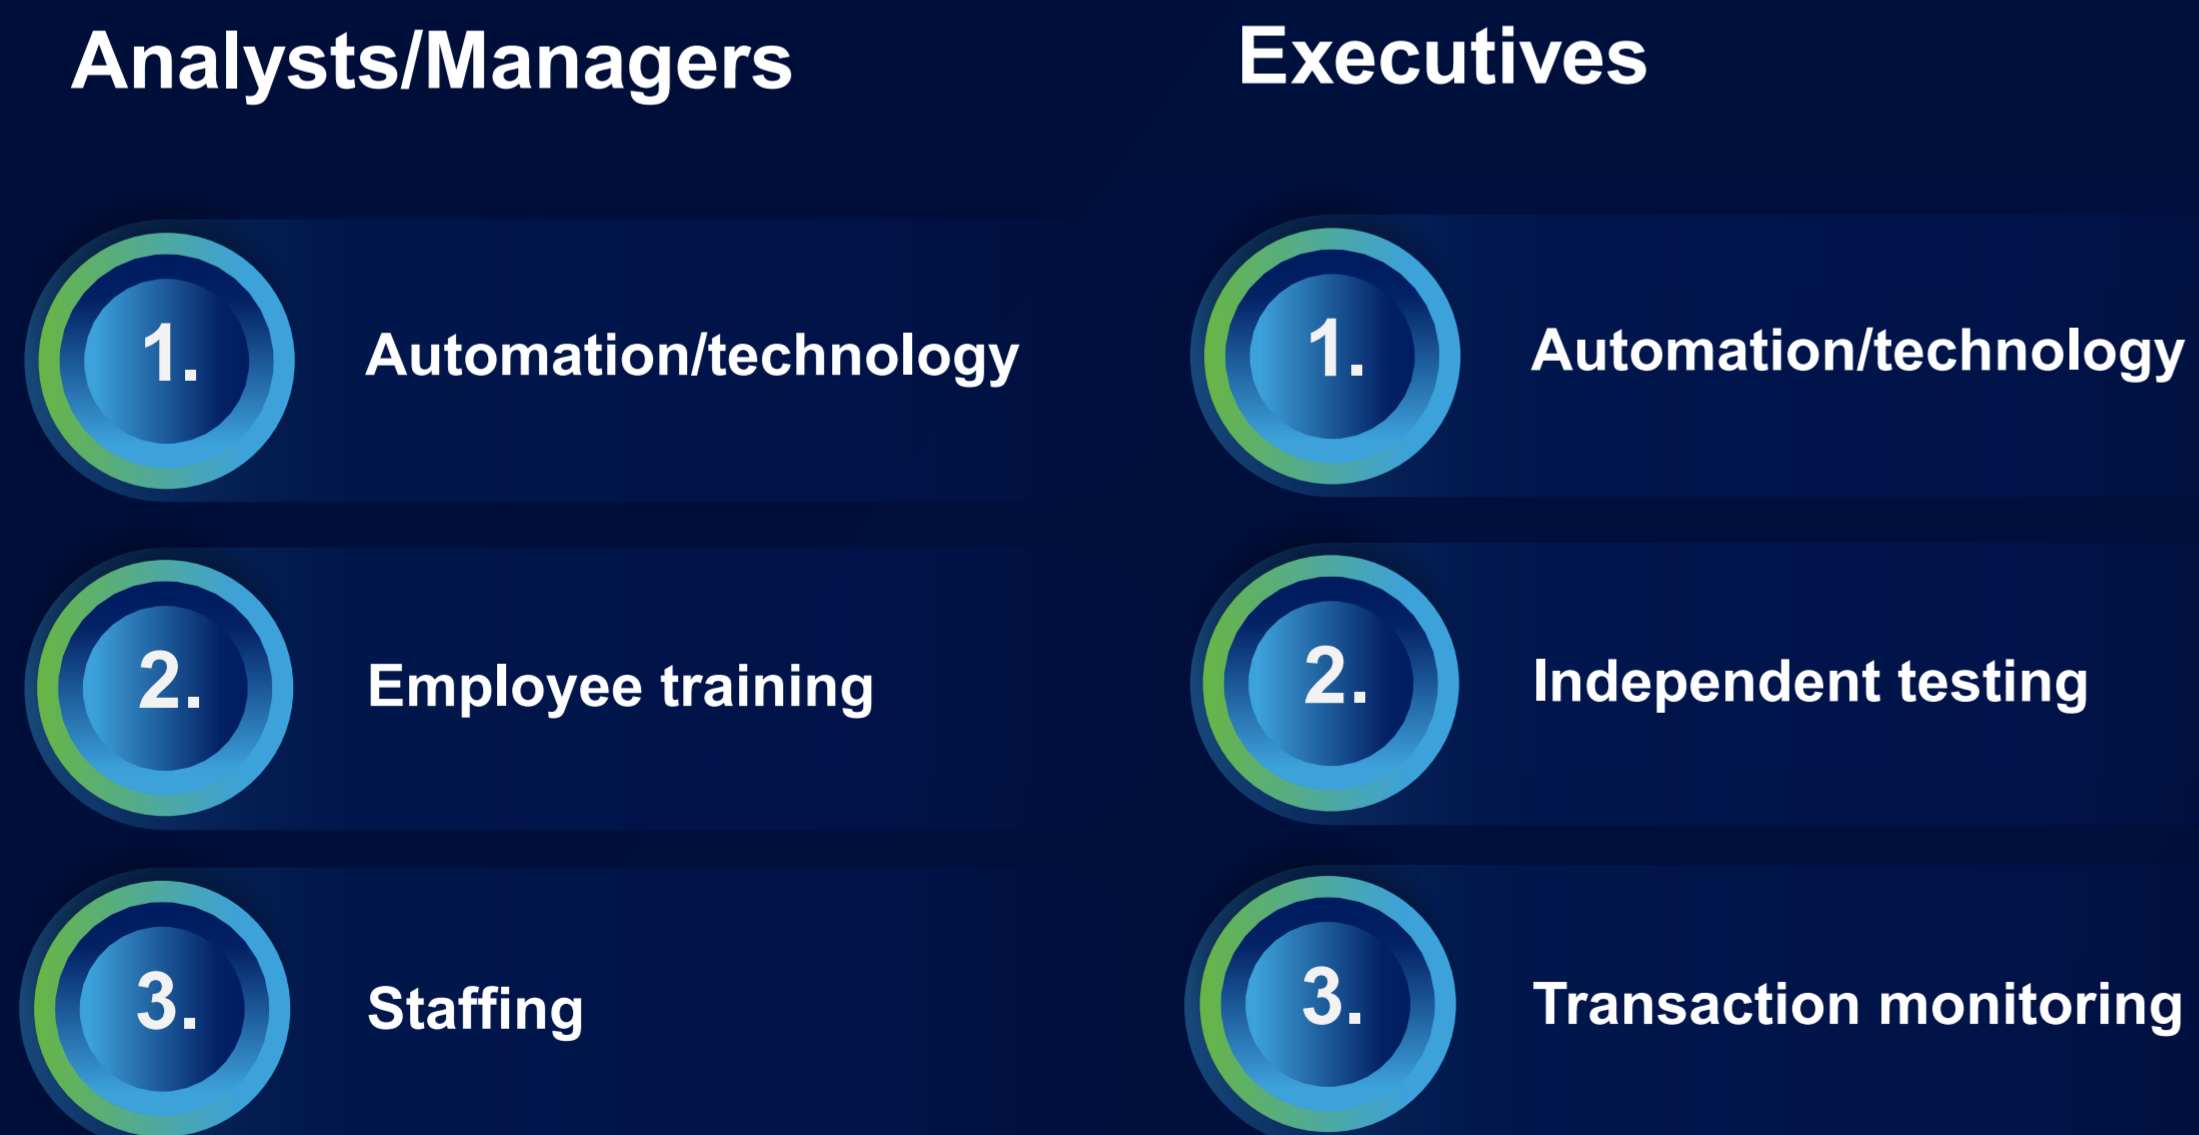 Analysts/Managers
1.
Automation/technology
2.
Employee training
3.
Staffing
Executives
1.
Automation/technology
2.
Independent testing
3.
Transaction monitoring